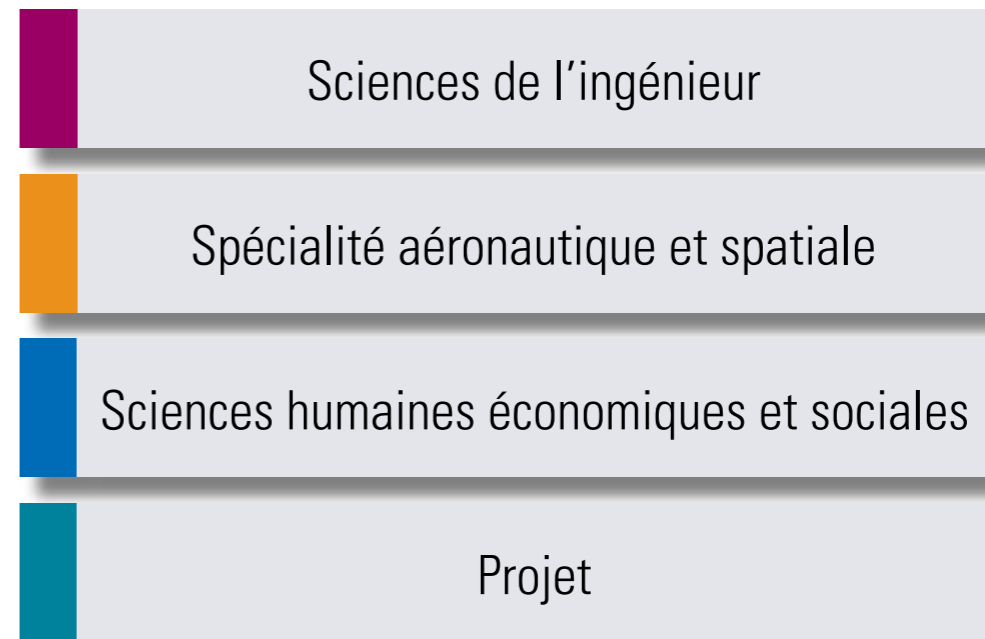 Sciences de l’ingénieur
Spécialité aéronautique et spatiale
Sciences humaines économiques et sociales
Projet